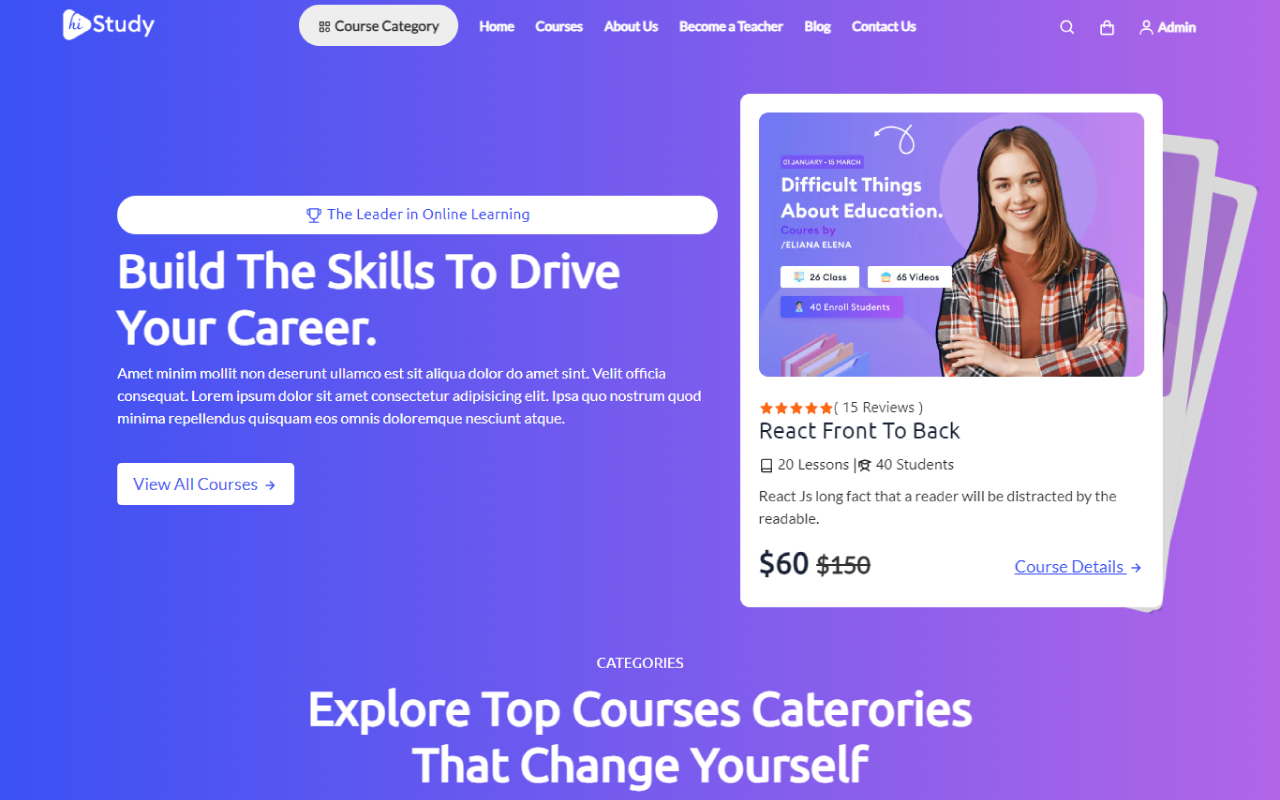 hi Study
Course Category
Home
Courses
About Us
Become a Teacher
Blog
Contact Us
Admin
The Leader in Online Learning
Build The Skills To Drive
Your Career.
Amet minim mollit non deserunt ullamco est sit aliqua dolor do amet sint. Velit officia
consequat. Lorem ipsum dolor sit amet consectetur adipisicing elit. Ipsa quo nostrum quod
minima repellendus quisquam eos omnis doloremque nesciunt atque.
View All Courses
01 JANUARY - 15 MARCH
Difficult Things
About Education.
Coures by
/ELIANA ELENA
26 Class
65 Videos
40 Enroll Students
( 15 Reviews )
React Front To Back
20 Lessons | 40 Students
React Js long fact that a reader will be distracted by the
readable.
$60 $150
Course Details
CATEGORIES
Explore Top Courses Caterories
That Change Yourself